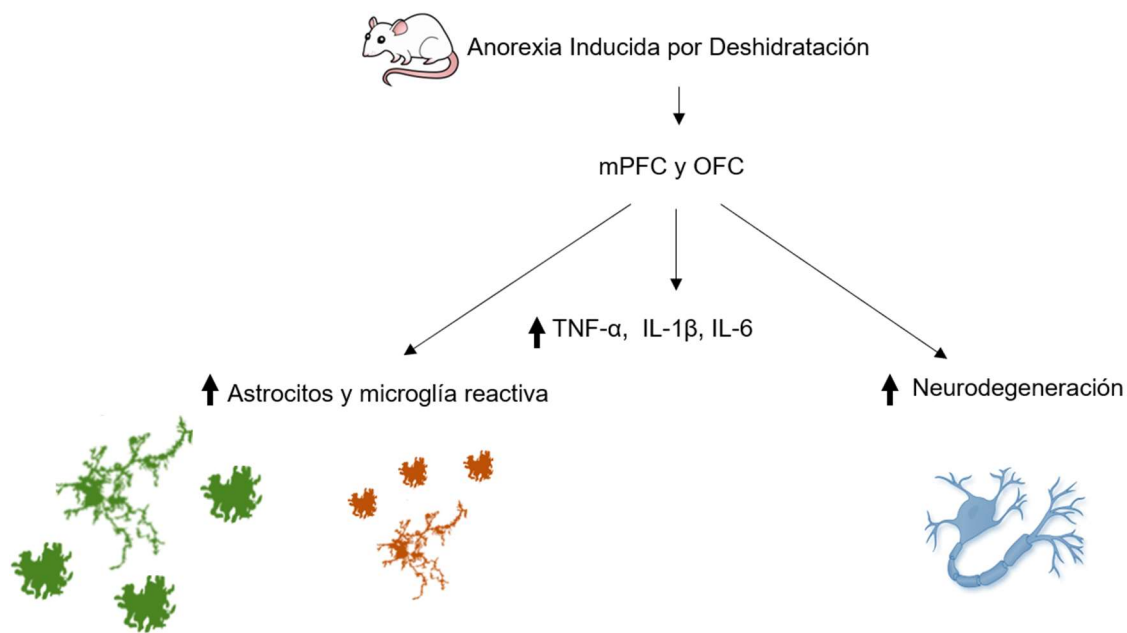 Anorexia Inducida por Deshidratación
mPFC y OFC
TNF-α, IL-1β, IL-6
Astrocitos y microglía reactiva
Neurodegeneración